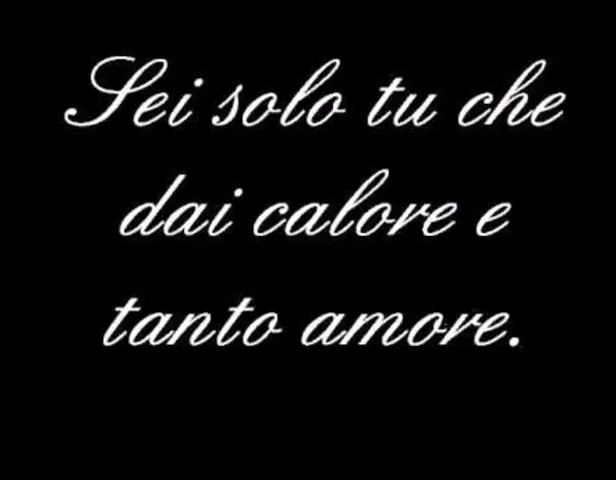 Sei solo tu che
dai calore e
tanto amore.